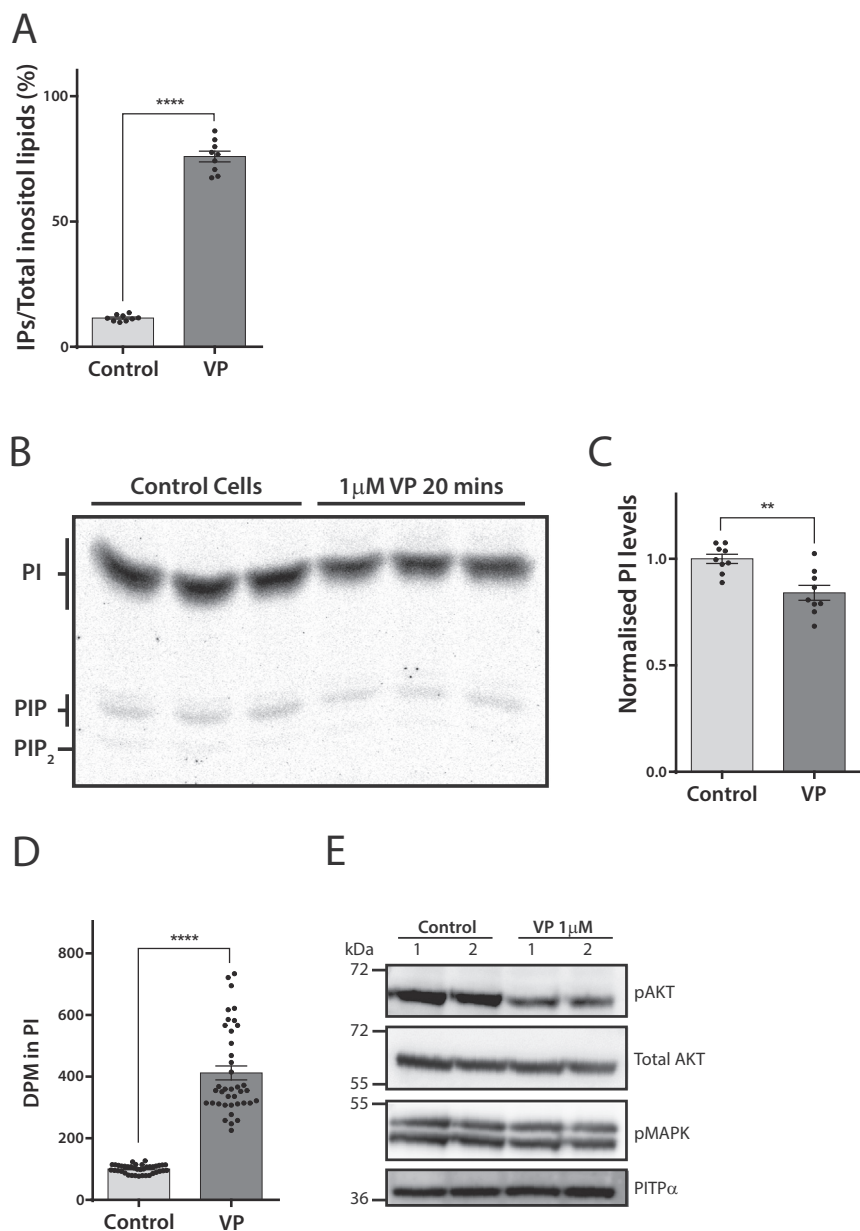 A
IPs/Total inositol lipids (%)
100
50
0
****
Control VP
B
Control Cells 1μM VP 20 mins
PI
PIP
PIP₂
C
Normalised PI levels
1.0
0.5
0.0
**
Control VP
D
DPM in PI
800
600
400
200
0
****
Control VP
E
Control VP 1μM
kDa 1 2 1 2
72
pAKT
72
Total AKT
55
55
pMAPK
PITPα
36